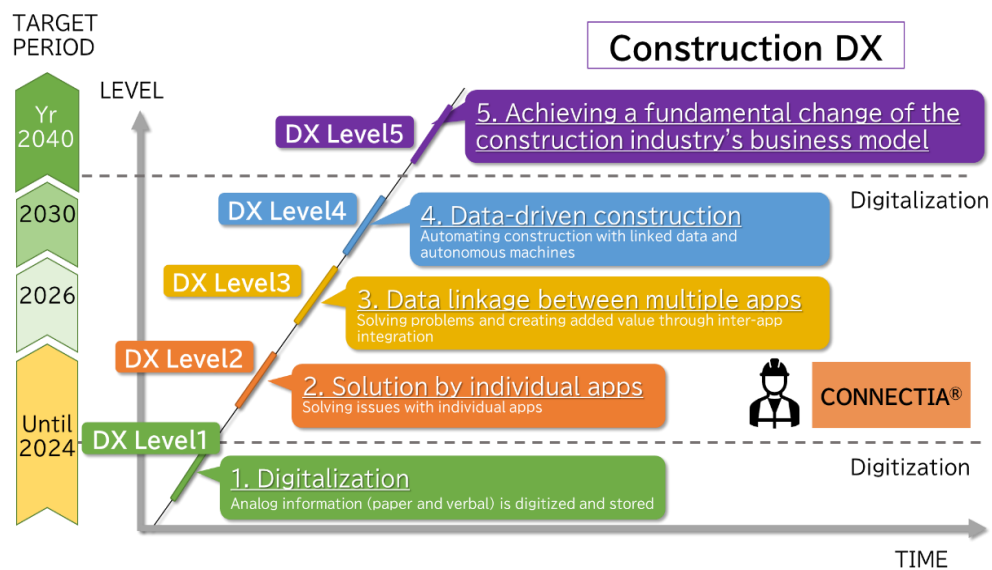 TARGET
PERIOD
Construction DX
LEVEL
Yr
2040
DX Level5
5. Achieving a fundamental change of the
construction industry's business model
Digitalization
2030
DX Level4
4. Data-driven construction
Automating construction with linked data and
autonomous machines
2026
DX Level3
3. Data linkage between multiple apps
Solving problems and creating added value through inter-app
integration
DX Level2
2. Solution by individual apps
Solving issues with individual apps
CONNECTIA®
Until
2024
DX Level1
Digitization
1. Digitalization
Analog information (paper and verbal) is digitized and stored
TIME